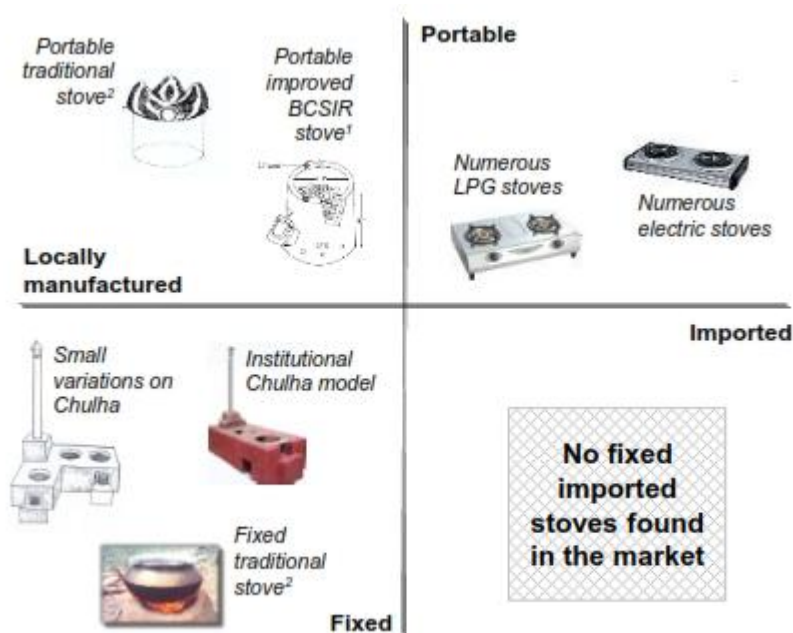 Portable
traditional
stove²
Portable
improved
BCSIR
stove¹
Locally
manufactured
Portable
Numerous
LPG stoves
Numerous
electric stoves
Imported
Small
variations on
Chulha
Institutional
Chulha model
Fixed
traditional
stove²
Fixed
No fixed
imported
stoves found
in the market